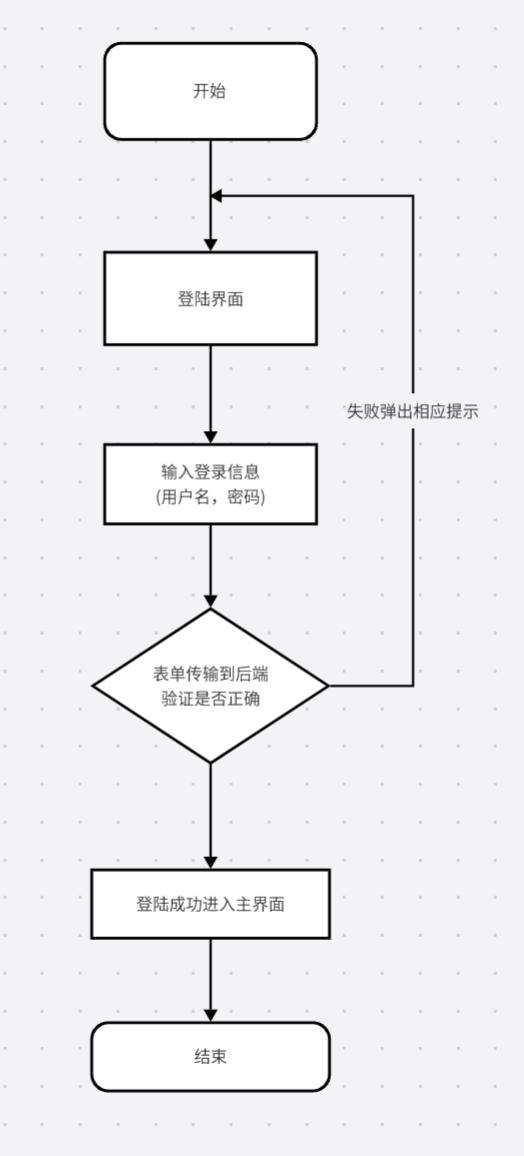 开始
登陆界面
失败弹出相应提示
输入登录信息
(用户名，密码)
表单传输到后端
验证是否正确
登陆成功进入主界面
结束